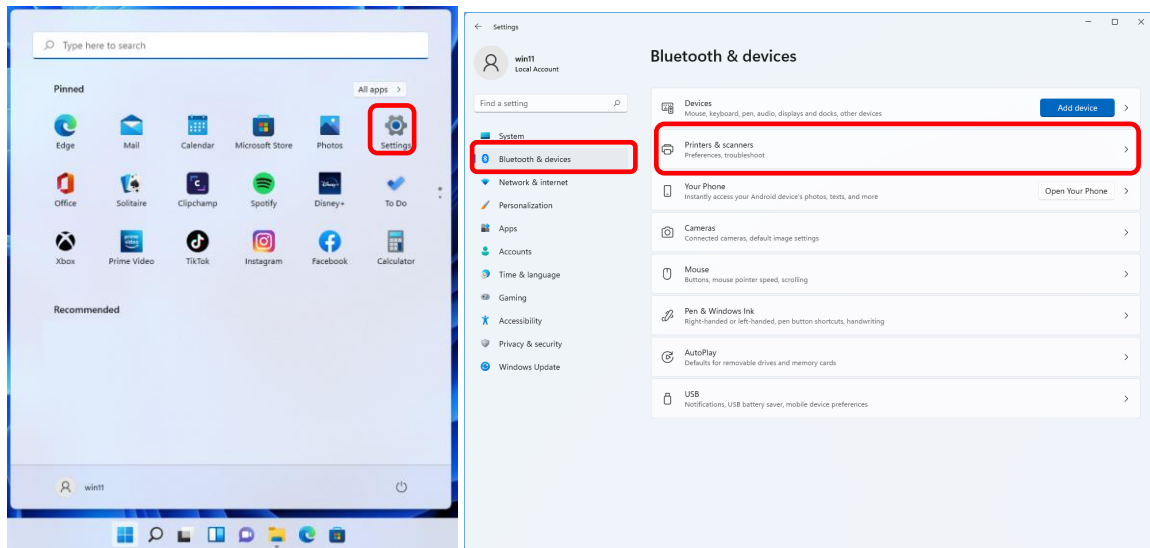 Type here to search
Pinned
All apps >
Edge
Mail
Calendar
Microsoft Store
Photos
Settings
Office
Solitaire
Clipchamp
Spotify
Disney+
To Do
Xbox
Prime Video
TikTok
Instagram
Facebook
Calculator
Recommended
win11
Settings
win11
Local Account
Find a setting
System
Bluetooth & devices
Network & internet
Personalization
Apps
Accounts
Time & language
Gaming
Accessibility
Privacy & security
Windows Update
Bluetooth & devices
Devices
Mouse, keyboard, pen, audio, displays and docks, other devices
Add device
Printers & scanners
Preferences, troubleshoot
Your Phone
Instantly access your Android device's photos, texts, and more
Open Your Phone
Cameras
Connected cameras, default image settings
Mouse
Buttons, mouse pointer speed, scrolling
Pen & Windows Ink
Right-handed or left-handed, pen button shortcuts, handwriting
AutoPlay
Defaults for removable drives and memory cards
USB
Notifications, USB battery saver, mobile device preferences